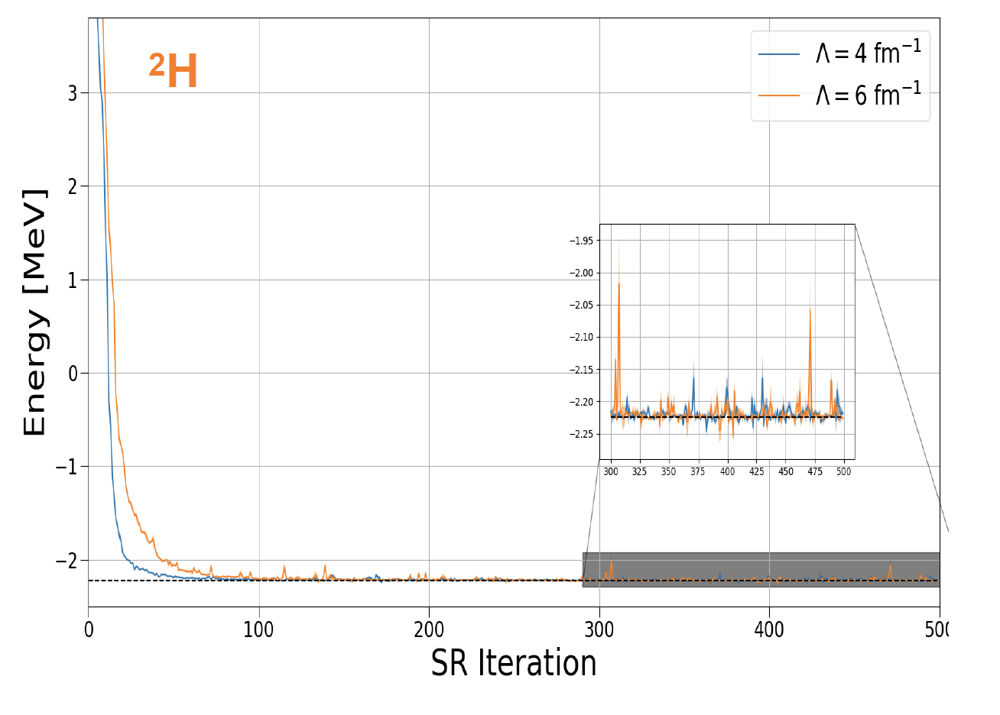 ²H
Λ = 4 fm⁻¹
Λ = 6 fm⁻¹
Energy [MeV]
3
2
1
0
−1
−2
−1.95
−2.00
−2.05
−2.10
−2.15
−2.20
−2.25
300 325 350 375 400 425 450 475 500
0 100 200 300 400 500
SR Iteration